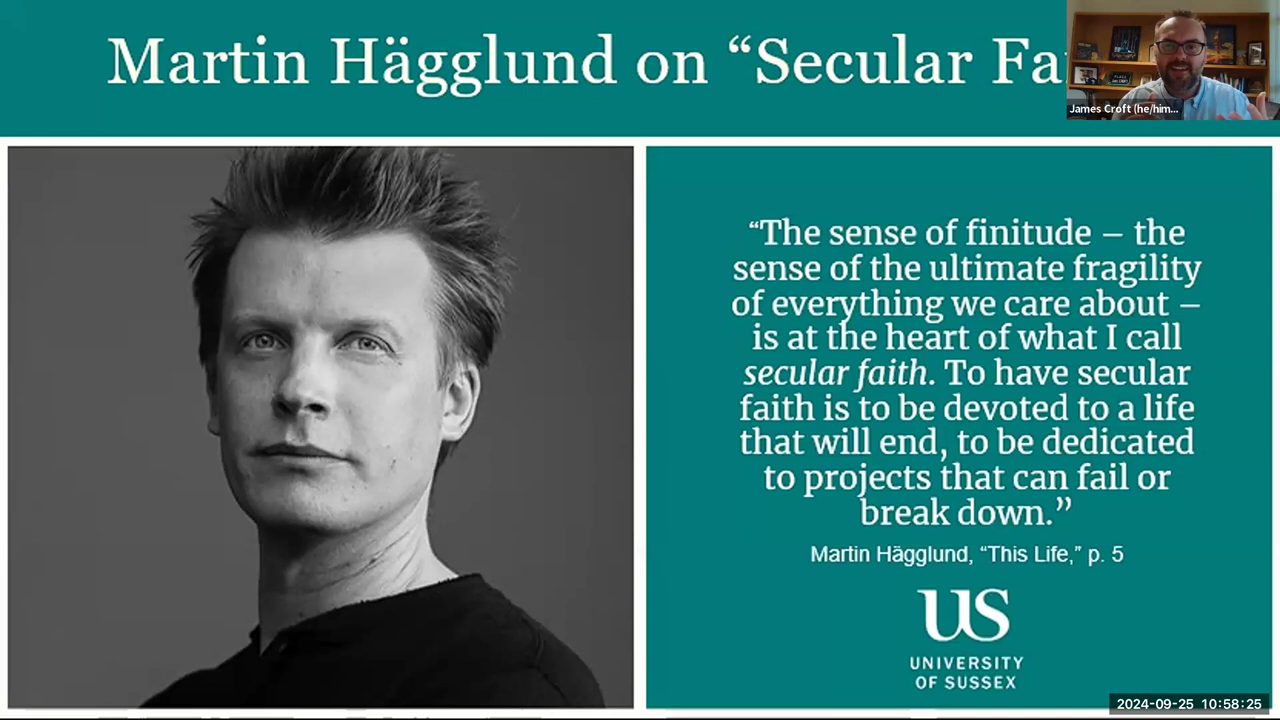 Martin Hägglund on “Secular Fa
James Croft (he/him...
“The sense of finitude – the
sense of the ultimate fragility
of everything we care about –
is at the heart of what I call
secular faith. To have secular
faith is to be devoted to a life
that will end, to be dedicated
to projects that can fail or
break down.”
Martin Hägglund, “This Life,” p. 5
US
UNIVERSITY
OF SUSSEX
2024-09-25 10:58:25